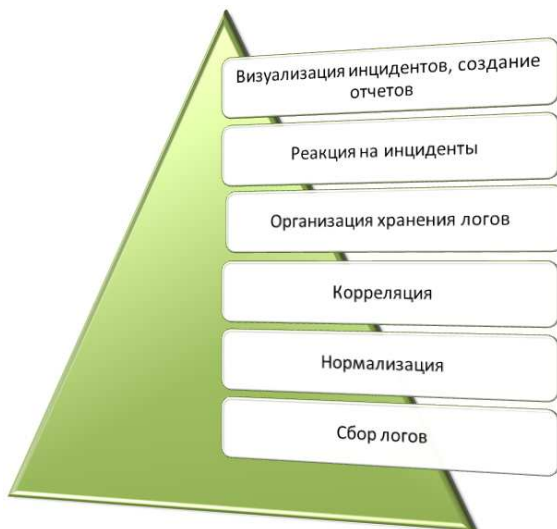 Визуализация инцидентов, создание
отчетов
Реакция на инциденты
Организация хранения логов
Корреляция
Нормализация
Сбор логов